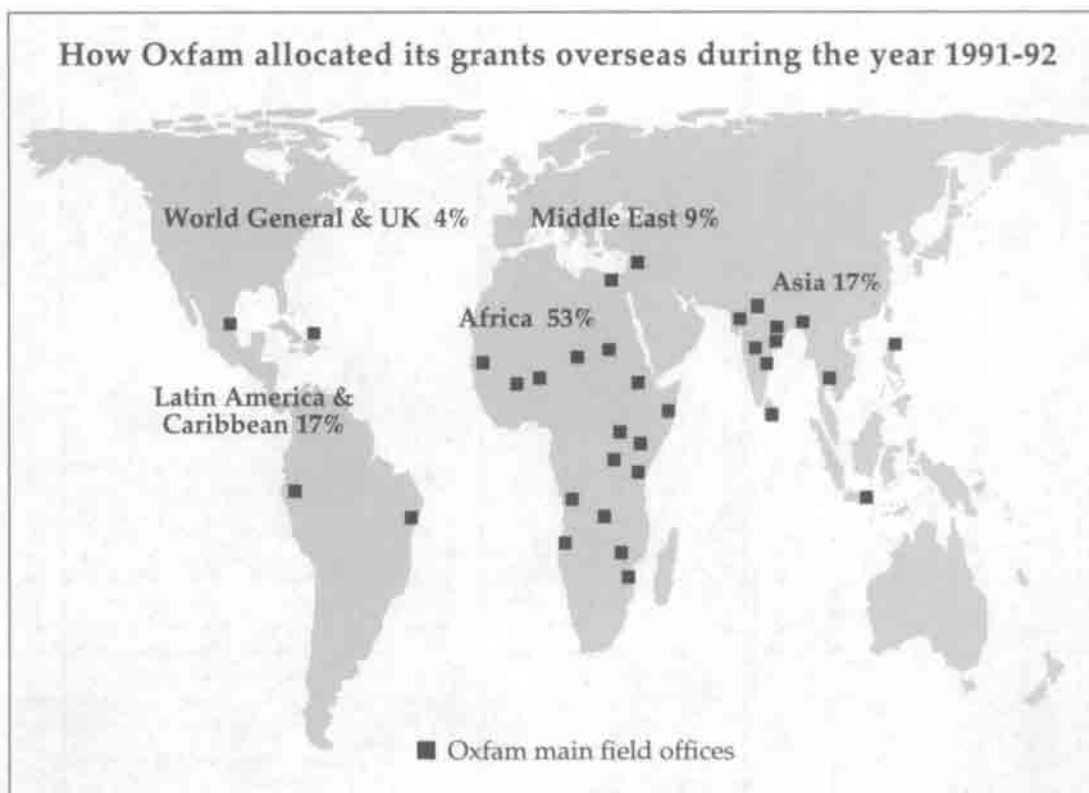 How Oxfam allocated its grants overseas during the year 1991-92
World General & UK 4%
Middle East 9%
Asia 17%
Africa 53%
Latin America &
Caribbean 17%
Oxfam main field offices